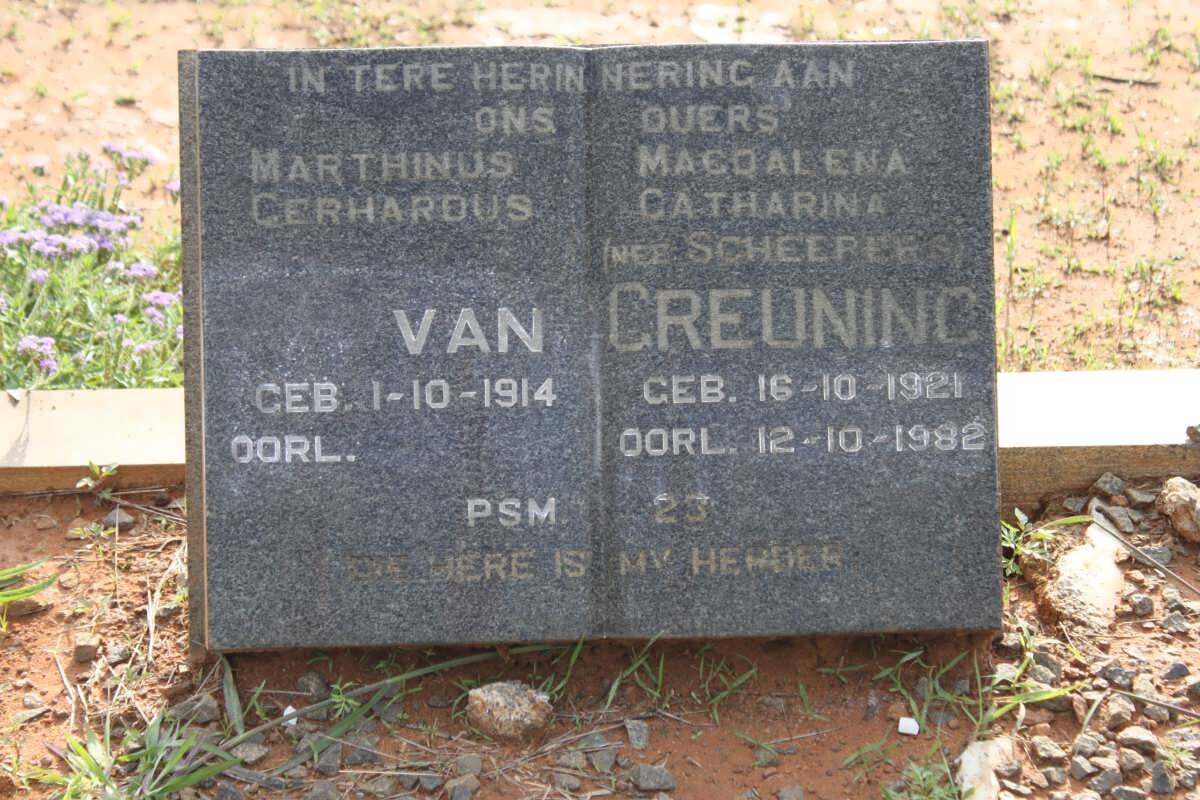 IN TERE HERINNERING AAN
ONS OUERS
MARTHINUS MAGDALENA
GERHARDUS CATHARINA
(NEE SCHEEPERS)
VAN GREUNING
GEB. 1-10-1914 GEB. 16-10-1921
OORL. OORL. 12-10-1982
PSM. 23
DIE HERE IS MY HERDER.